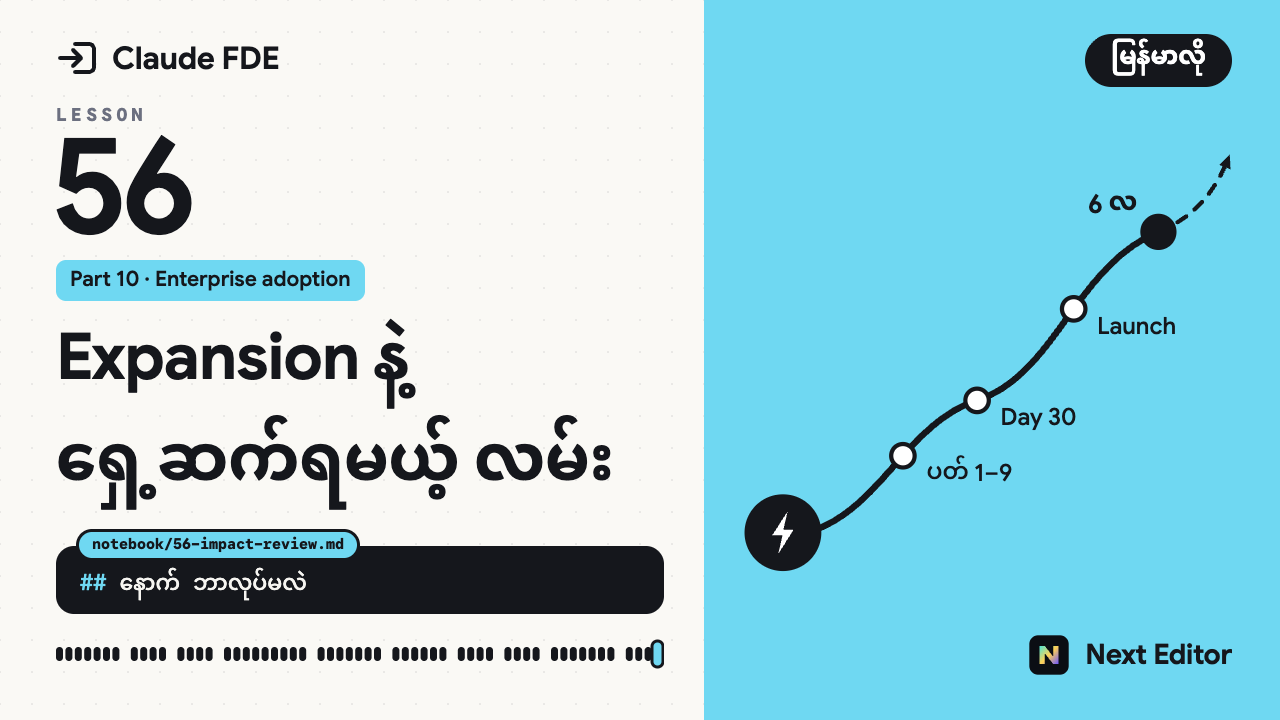 Claude FDE
LESSON
56
Part 10 · Enterprise adoption
Expansion နဲ့
ရှေ့ဆက်ရမယ့် လမ်း
notebook/56-impact-review.md
## နောက် ဘာလုပ်မလဲ
မြန်မာလို
6 လ
Launch
Day 30
ပတ် 1–9
Next Editor